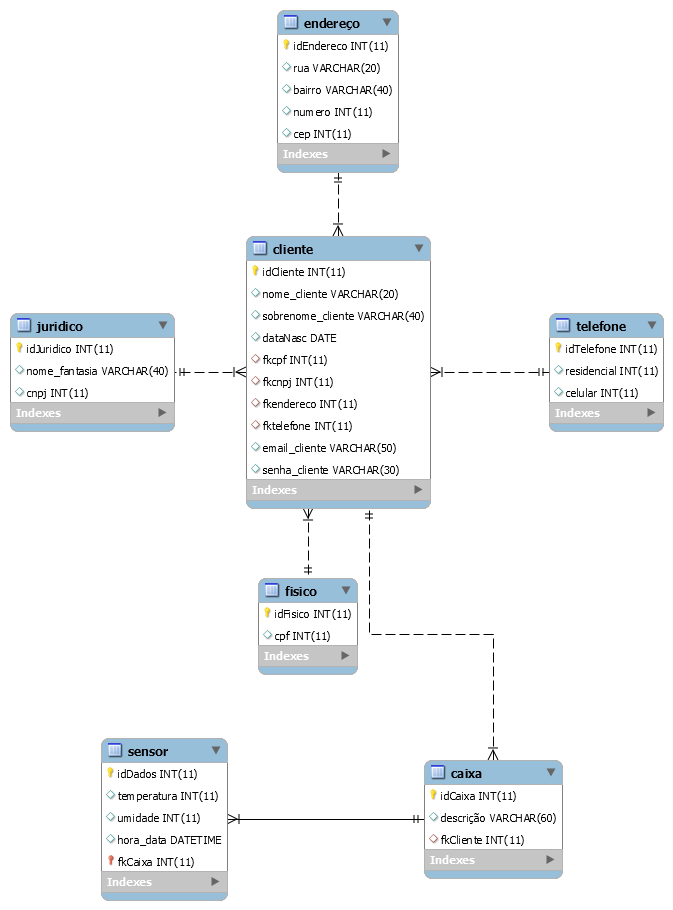 endereço
idEndereco INT(11)
rua VARCHAR(20)
bairro VARCHAR(40)
numero INT(11)
cep INT(11)
Indexes
cliente
idCliente INT(11)
nome_cliente VARCHAR(20)
sobrenome_cliente VARCHAR(40)
dataNasc DATE
fkcpf INT(11)
fkcnpj INT(11)
fkendereco INT(11)
fktelefone INT(11)
email_cliente VARCHAR(50)
senha_cliente VARCHAR(30)
Indexes
juridico
idJuridico INT(11)
nome_fantasia VARCHAR(40)
cnpj INT(11)
Indexes
telefone
idTelefone INT(11)
residencial INT(11)
celular INT(11)
Indexes
fisico
idFisico INT(11)
cpf INT(11)
Indexes
sensor
idDados INT(11)
temperatura INT(11)
umidade INT(11)
hora_data DATETIME
fkCaixa INT(11)
Indexes
caixa
idCaixa INT(11)
descrição VARCHAR(60)
fkCliente INT(11)
Indexes